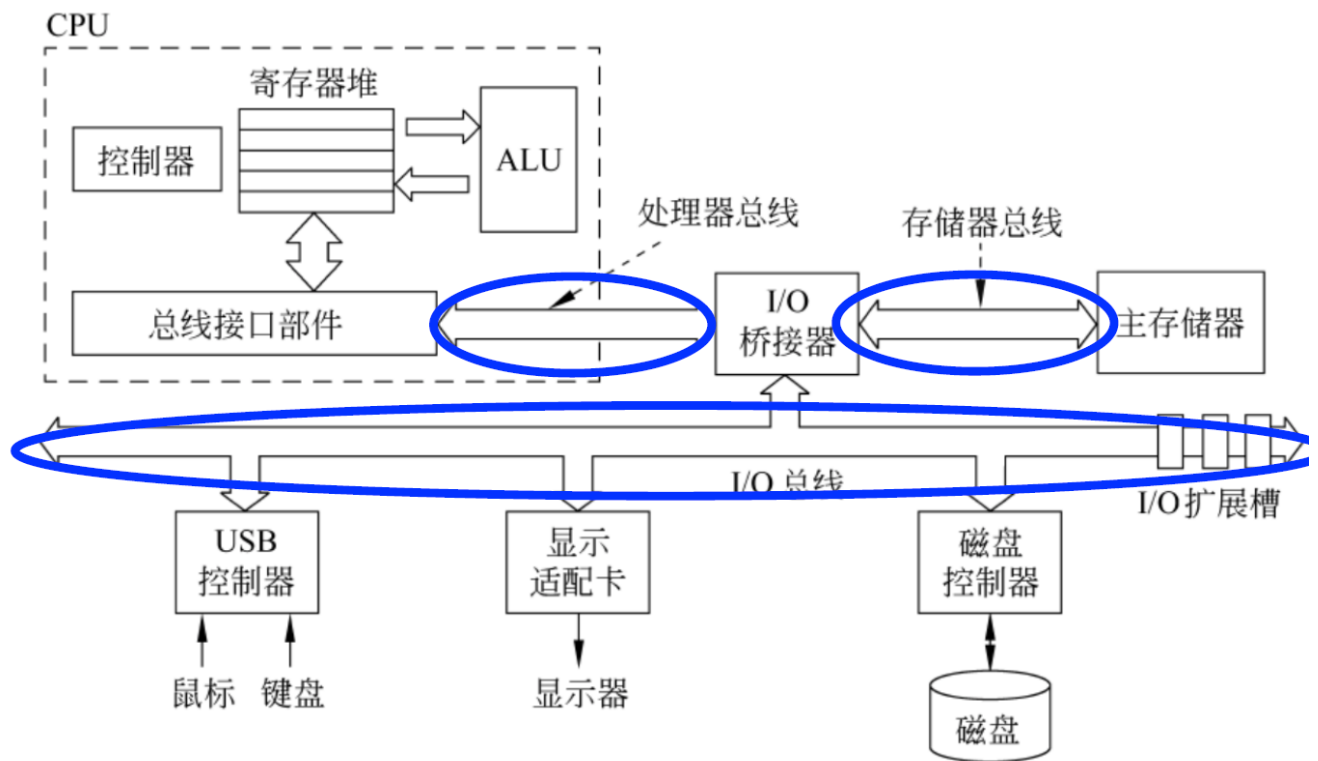 CPU
寄存器堆
控制器
ALU
处理器总线
存储器总线
总线接口部件
I/O
桥接器
主存储器
I/O 总线
I/O 扩展槽
USB
控制器
显示
适配卡
磁盘
控制器
鼠标
键盘
显示器
磁盘